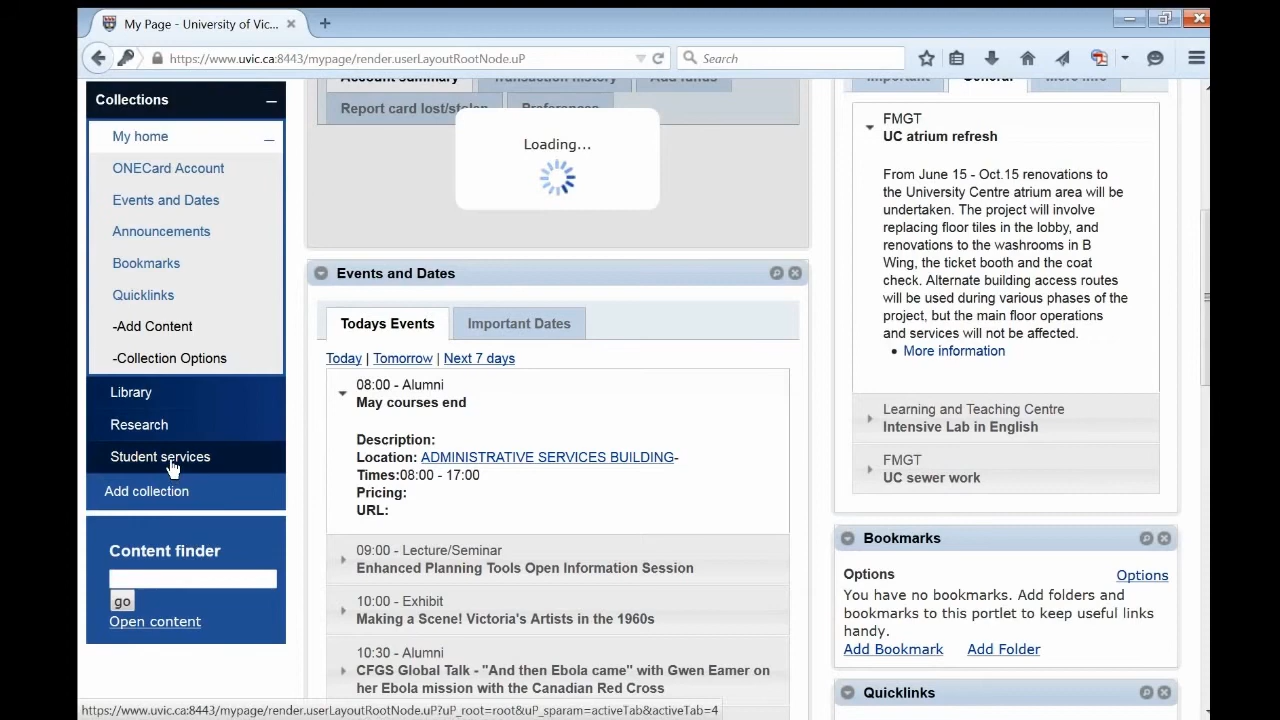 My Page - University of Vic...
https://www.uvic.ca:8443/mypage/render.userLayoutRootNode.uP
Search
Collections
My home
ONECard Account
Events and Dates
Announcements
Bookmarks
Quicklinks
-Add Content
-Collection Options
Library
Research
Student services
Add collection
Content finder
go
Open content
Account summary
Transaction history
Add funds
Report card lost/stolen
Preferences
Loading...
Events and Dates
Todays Events
Important Dates
Today | Tomorrow | Next 7 days
08:00 - Alumni
May courses end
Description:
Location: ADMINISTRATIVE SERVICES BUILDING-
Times:08:00 - 17:00
Pricing:
URL:
09:00 - Lecture/Seminar
Enhanced Planning Tools Open Information Session
10:00 - Exhibit
Making a Scene! Victoria's Artists in the 1960s
10:30 - Alumni
CFGS Global Talk - "And then Ebola came" with Gwen Eamer on
her Ebola mission with the Canadian Red Cross
Important
General
More info
FMGT
UC atrium refresh
From June 15 - Oct.15 renovations to
the University Centre atrium area will be
undertaken. The project will involve
replacing floor tiles in the lobby, and
renovations to the washrooms in B
Wing, the ticket booth and the coat
check. Alternate building access routes
will be used during various phases of the
project, but the main floor operations
and services will not be affected.
More information
Learning and Teaching Centre
Intensive Lab in English
FMGT
UC sewer work
Bookmarks
Options
Options
You have no bookmarks. Add folders and
bookmarks to this portlet to keep useful links
handy.
Add Bookmark
Add Folder
Quicklinks
https://www.uvic.ca:8443/mypage/render.userLayoutRootNode.uP?uP_root=root&uP_sparam=activeTab&activeTab=4